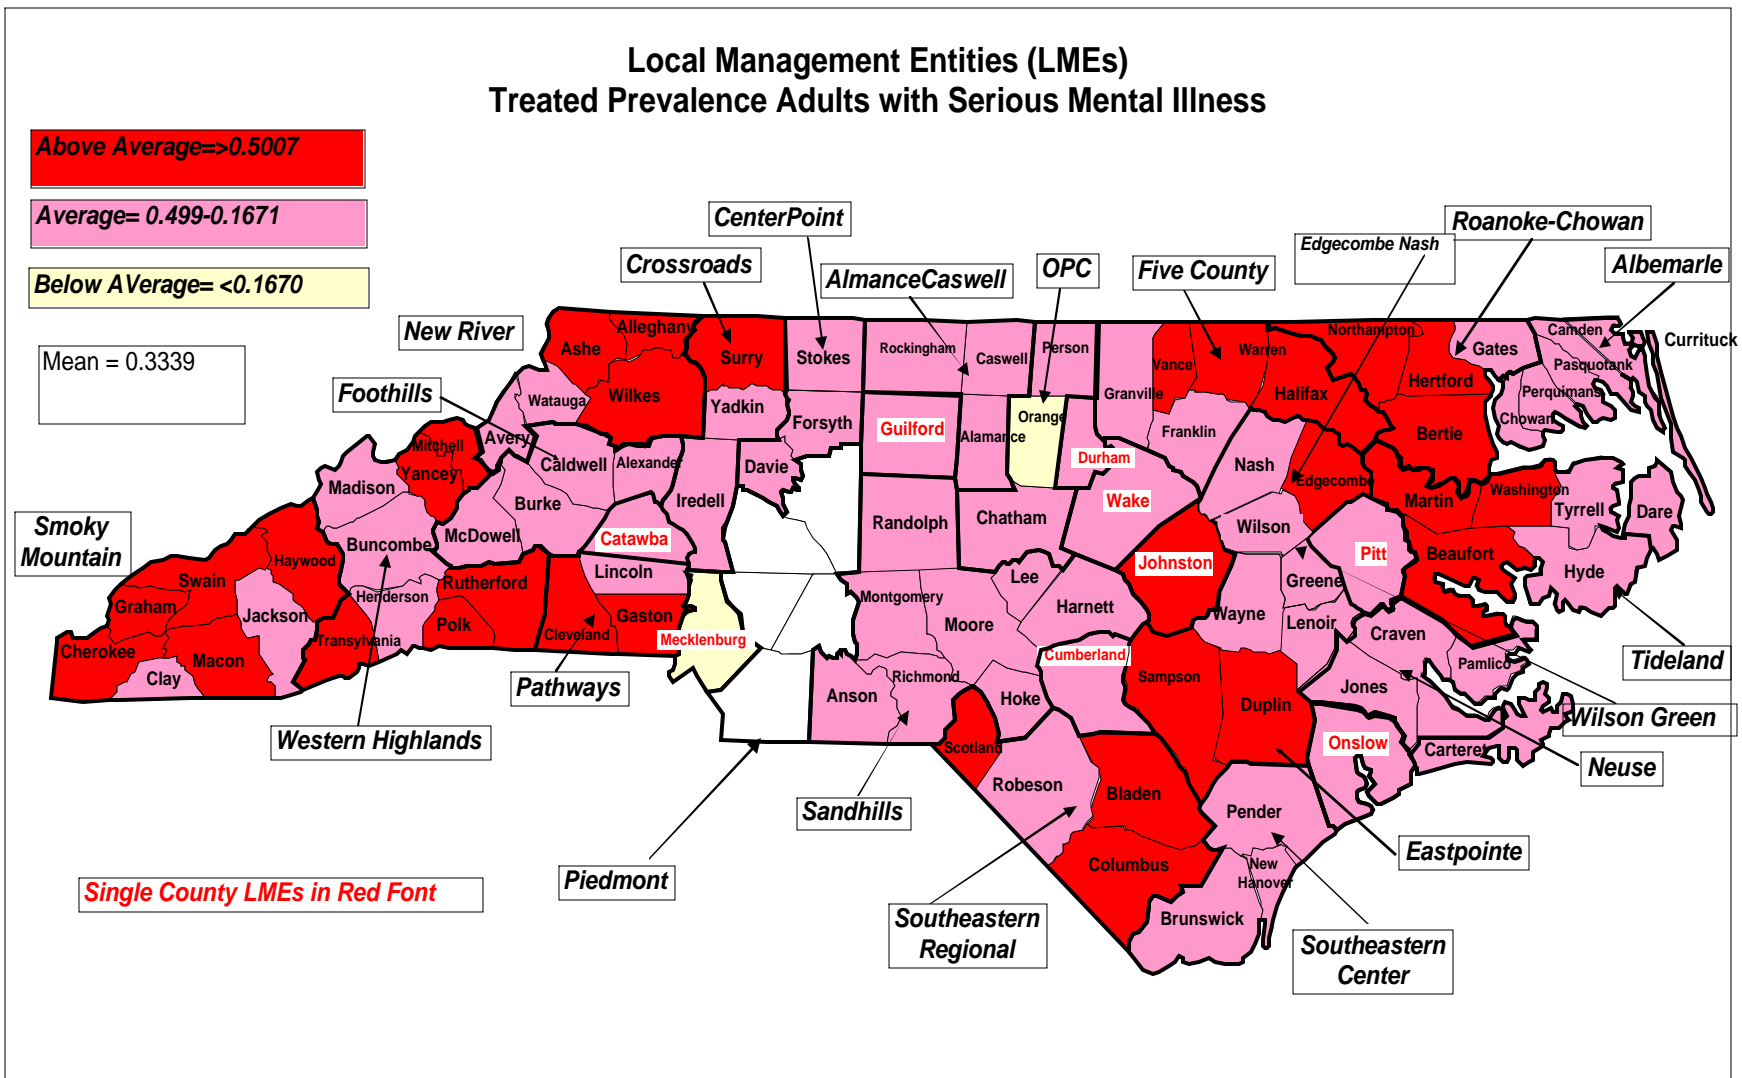 Local Management Entities (LMEs)
Treated Prevalence Adults with Serious Mental Illness
Above Average=>0.5007
Average= 0.499-0.1671
Below AVerage= <0.1670
Mean = 0.3339
CenterPoint
Crossroads
AlmanceCaswell
OPC
Five County
Edgecombe Nash
Roanoke-Chowan
Albemarle
New River
Foothills
Smoky
Mountain
Western Highlands
Pathways
Piedmont
Sandhills
Southeastern
Regional
Southeastern
Center
Eastpointe
Neuse
Wilson Green
Tideland
Single County LMEs in Red Font
Alleghany
Ashe
Surry
Stokes
Rockingham
Caswell
Person
Granville
Vance
Warren
Northampton
Hertford
Gates
Camden
Currituck
Pasquotank
Perquimans
Chowan
Wilkes
Watauga
Yadkin
Forsyth
Guilford
Alamance
Orange
Durham
Franklin
Halifax
Bertie
Mitchell
Avery
Yancey
Caldwell
Alexander
Iredell
Davie
Madison
Burke
McDowell
Buncombe
Catawba
Randolph
Chatham
Wake
Nash
Edgecombe
Martin
Washington
Tyrrell
Dare
Wilson
Pitt
Beaufort
Hyde
Johnston
Greene
Haywood
Swain
Graham
Jackson
Henderson
Rutherford
Polk
Lincoln
Gaston
Cleveland
Mecklenburg
Transylvania
Cherokee
Macon
Clay
Montgomery
Moore
Lee
Harnett
Wayne
Lenoir
Craven
Pamlico
Jones
Cumberland
Sampson
Duplin
Onslow
Carteret
Anson
Richmond
Hoke
Scotland
Robeson
Bladen
Columbus
Pender
New
Hanover
Brunswick